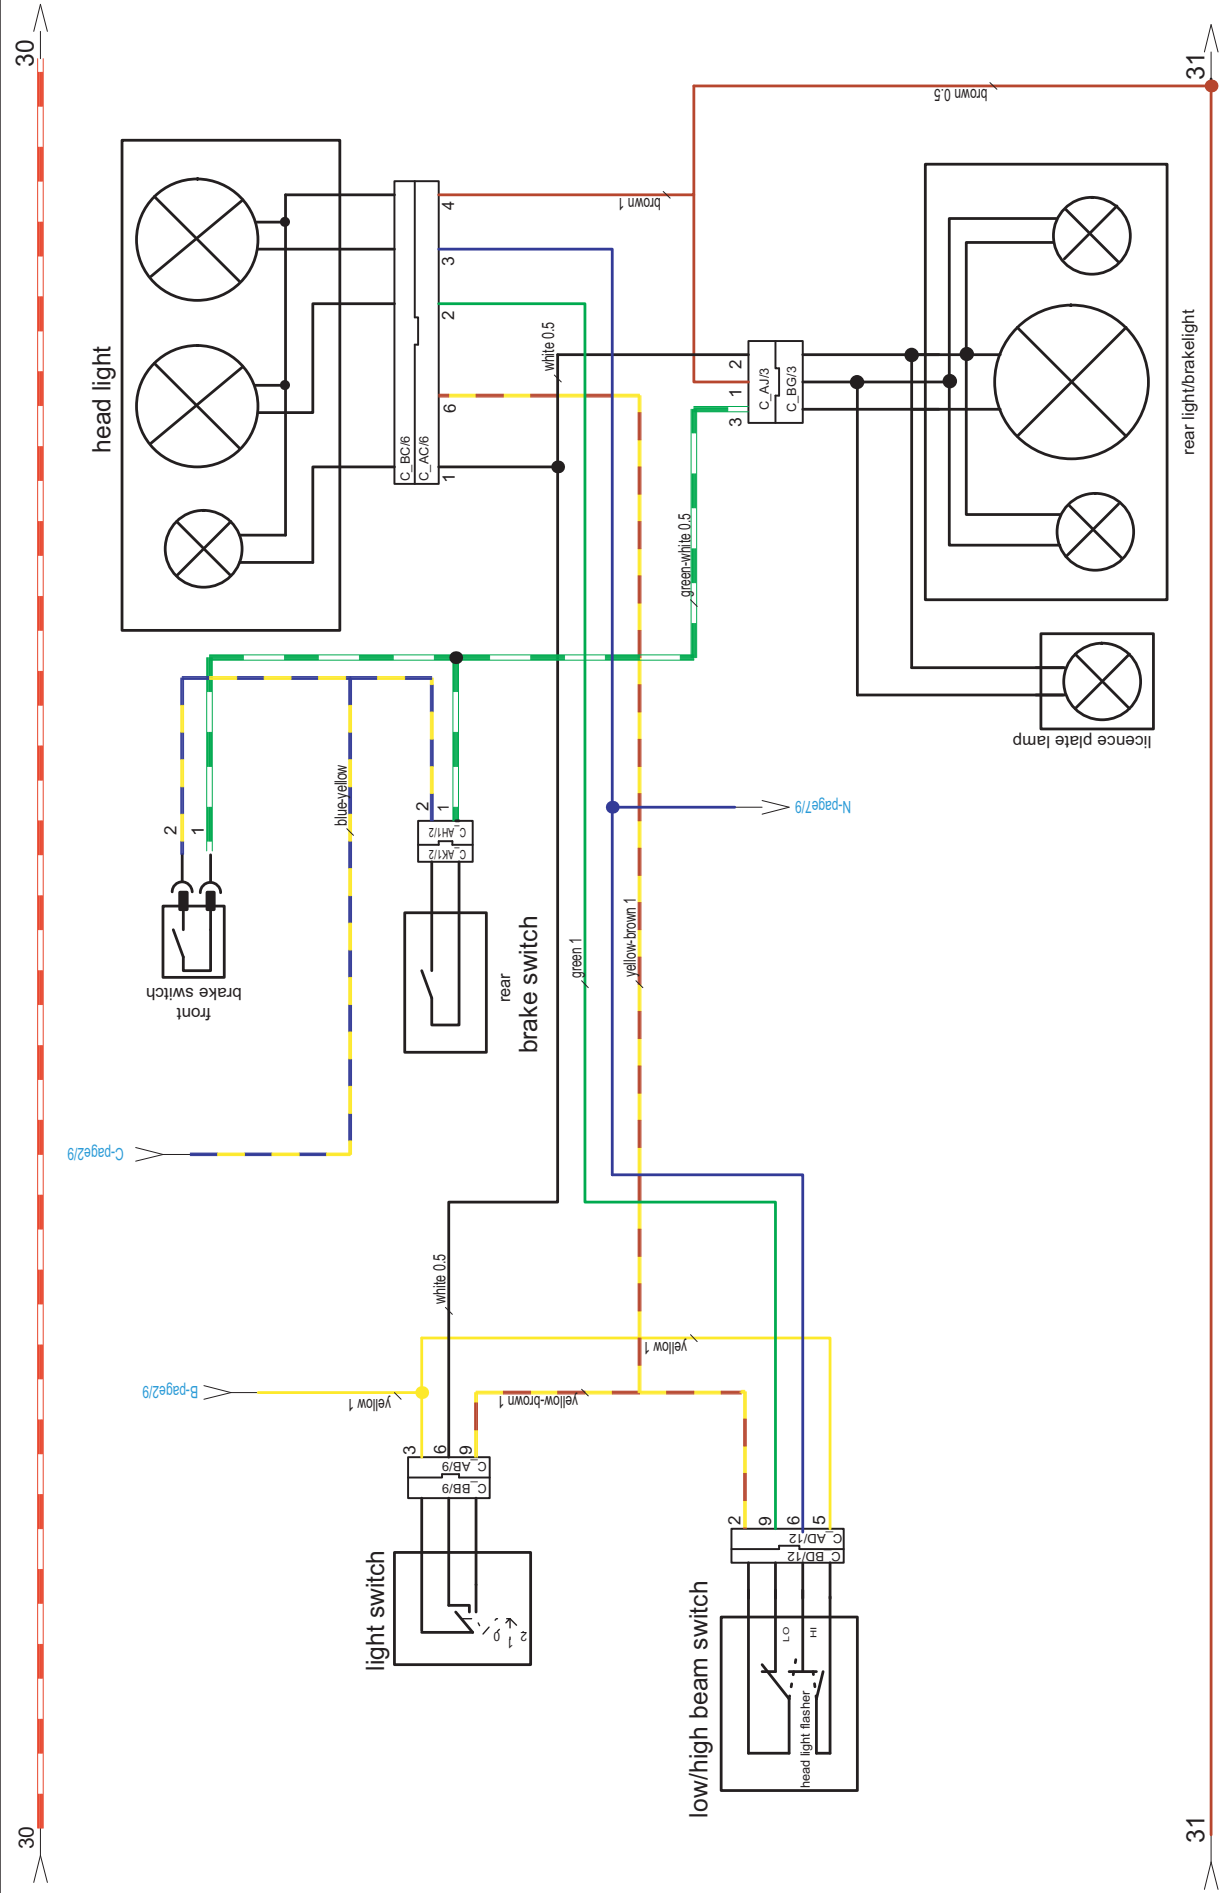 30
30
31
31
head light
C_BC/6
C_AC/6
4
3
2
6
1
brown 1
brown 0.5
white 0.5
2
1
3
C_AJ/3
C_BG/3
green-white 0.5
rear light/brakelight
licence plate lamp
N-page7/9
2
1
front
brake switch
blue-yellow
2
1
C_AH1/2
C_AK1/2
rear
brake switch
C-page2/9
green 1
yellow-brown 1
white 0.5
yellow 1
B-page2/9
yellow 1
yellow-brown 1
3
6
9
C_AB/9
C_BB/9
light switch
0
1
2
2
9
6
5
C_AD/12
C_BD/12
low/high beam switch
LO
HI
head light flasher